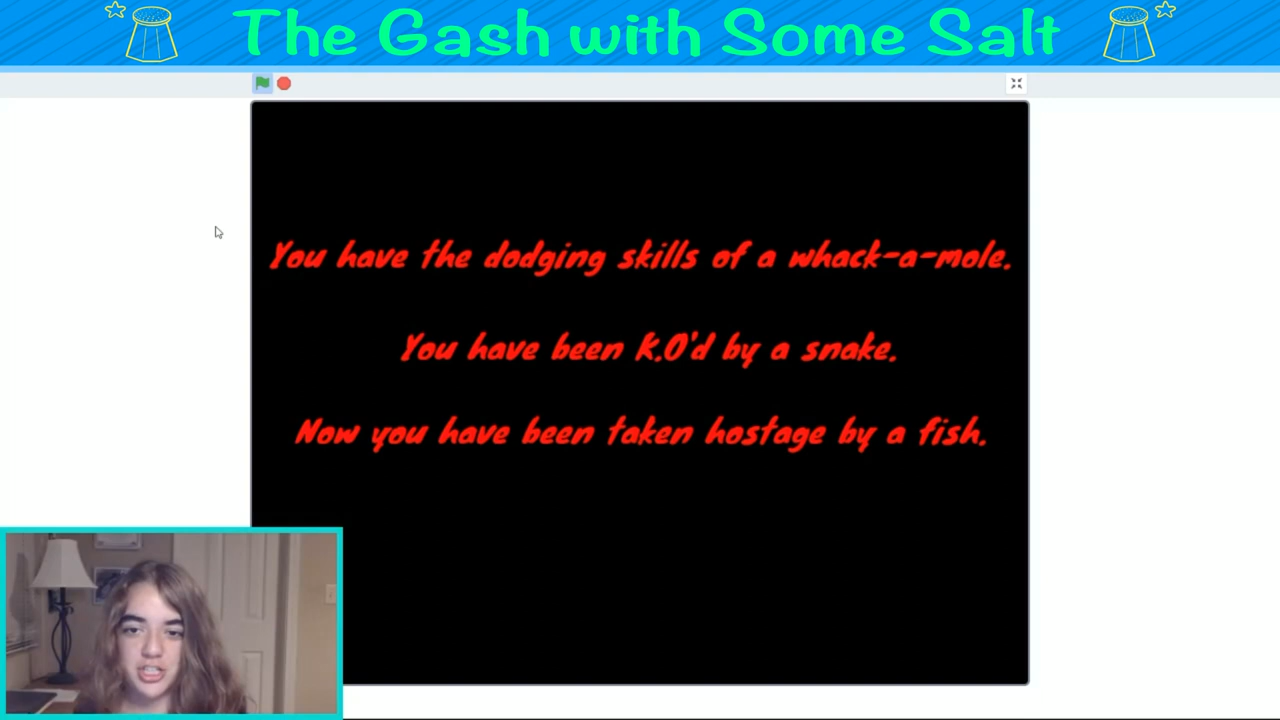 The Gash with Some Salt
You have the dodging skills of a whack-a-mole.
You have been K.O'd by a snake.
Now you have been taken hostage by a fish.